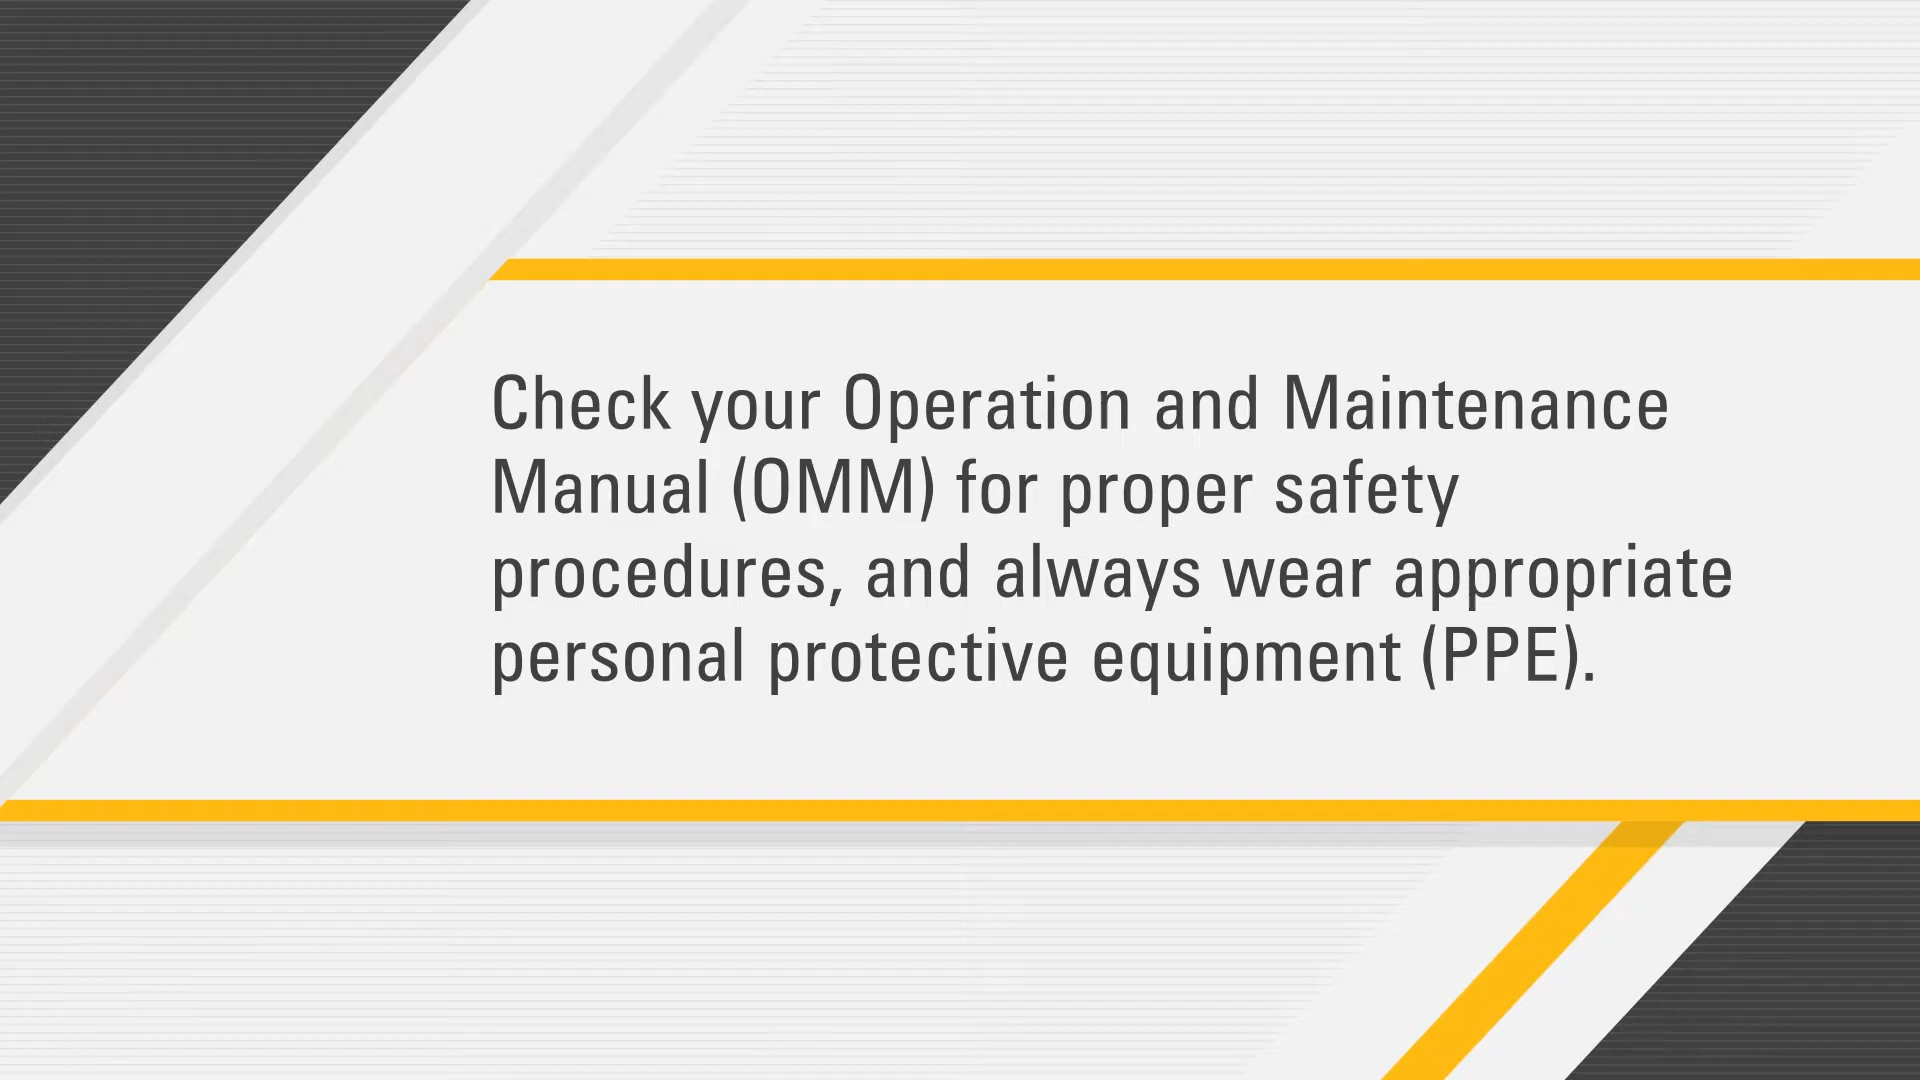 Check your Operation and Maintenance
Manual (OMM) for proper safety
procedures, and always wear appropriate
personal protective equipment (PPE).